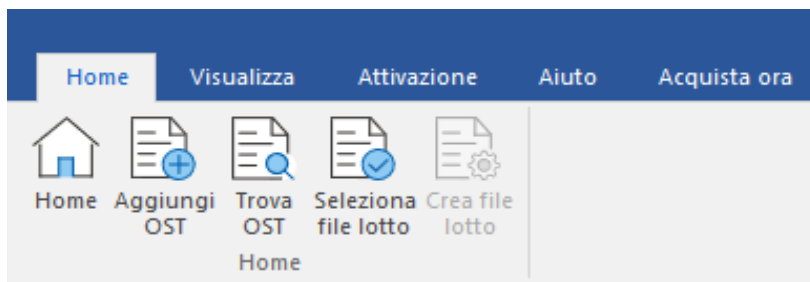 Home Visualizza Attivazione Aiuto Acquista ora
Home Aggiungi Trova Seleziona Crea file
OST OST file lotto lotto
Home